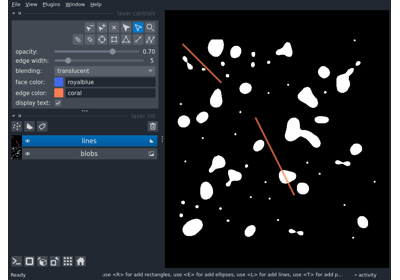 File View Plugins Window Help
layer controls
opacity: 0.70
edge width: 5
blending: translucent
face color: royalblue
edge color: coral
display text:
layer list
lines
blobs
Ready use <R> for add rectangles, use <E> for add ellipses, use <L> for add lines, use <T> for add p... activity